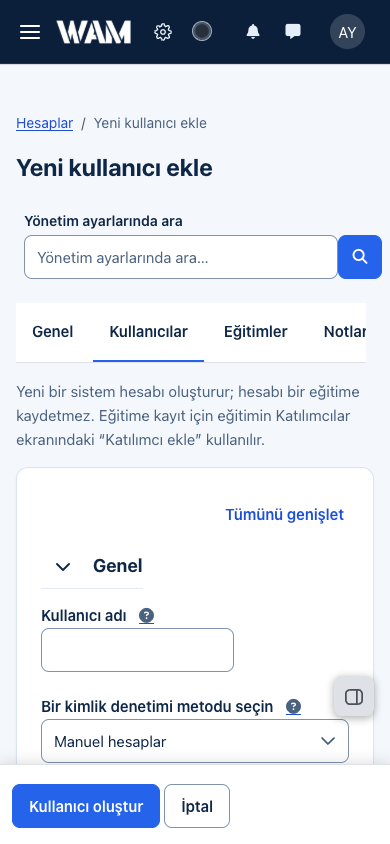 WAM
AY
Hesaplar / Yeni kullanıcı ekle
Yeni kullanıcı ekle
Yönetim ayarlarında ara
Yönetim ayarlarında ara...
Genel Kullanıcılar Eğitimler Notlar
Yeni bir sistem hesabı oluşturur; hesabı bir eğitime
kaydetmez. Eğitime kayıt için eğitimin Katılımcılar
ekranındaki “Katılımcı ekle” kullanılır.
Tümünü genişlet
Genel
Kullanıcı adı ?
Bir kimlik denetimi metodu seçin ?
Manuel hesaplar
Kullanıcı oluştur İptal